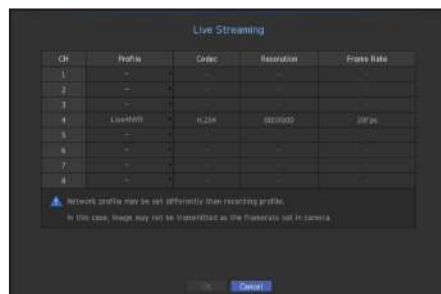 Live Streaming
CH Profile Codec Resolution Frame Rate
1 -
2 -
3 -
4 Live4NVR H.264 800X600
5 -
6 -
7 -
8 -
Network profile may be set differently than recording profile.
In this case, image may not be transmitted as the framerate set in camera.
OK Cancel